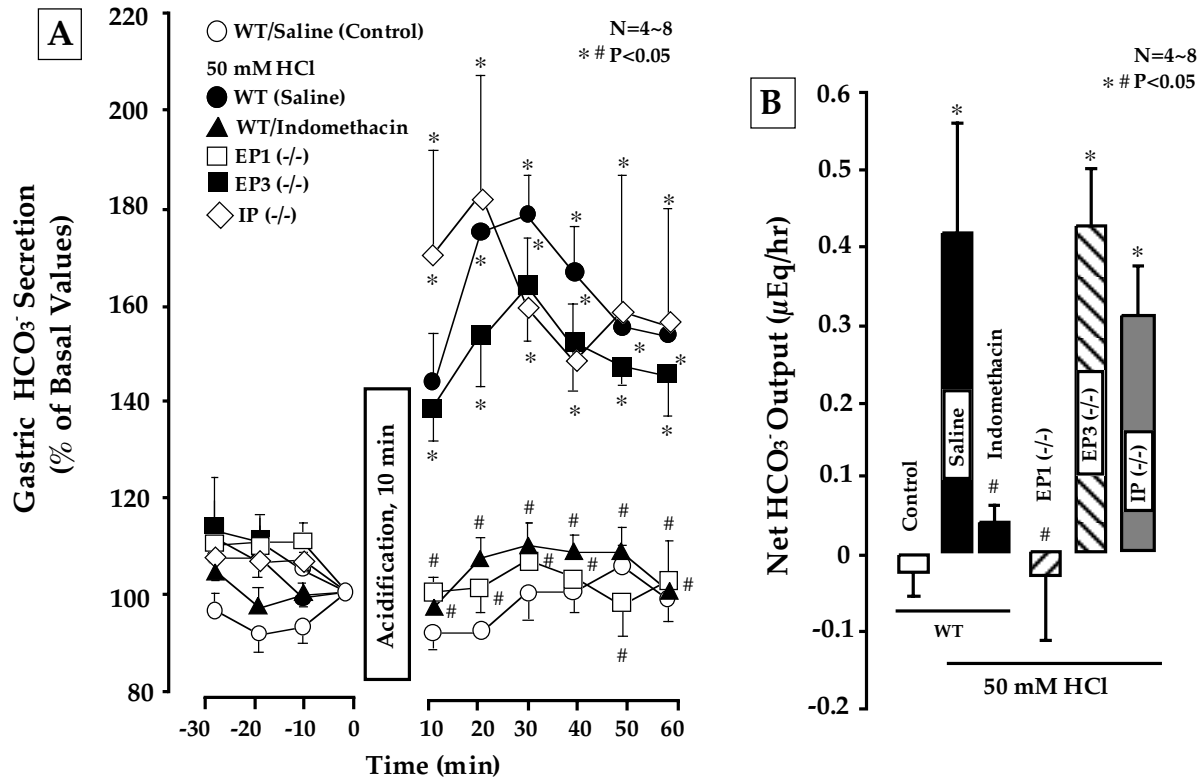 A
WT/Saline (Control)
50 mM HCl
WT (Saline)
WT/Indomethacin
EP1 (-/-)
EP3 (-/-)
IP (-/-)
N=4~8
* # P<0.05
Gastric HCO₃⁻ Secretion
(% of Basal Values)
220
200
180
160
140
120
100
80
* * * * * *
* * * * * *
* * * * * *
# # # # # #
# # # # # #
Acidification, 10 min
-30 -20 -10 0 10 20 30 40 50 60
Time (min)
B
N=4~8
* # P<0.05
Net HCO₃⁻ Output (µEq/hr)
0.6
0.5
0.4
0.3
0.2
0.1
0
-0.1
-0.2
Control
*
Saline
Indomethacin
#
EP1 (-/-)
#
*
EP3 (-/-)
*
IP (-/-)
WT
50 mM HCl